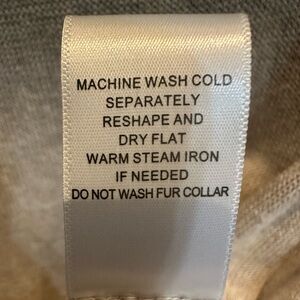 MACHINE WASH COLD
SEPARATELY
RESHAPE AND
DRY FLAT
WARM STEAM IRON
IF NEEDED
DO NOT WASH FUR COLLAR